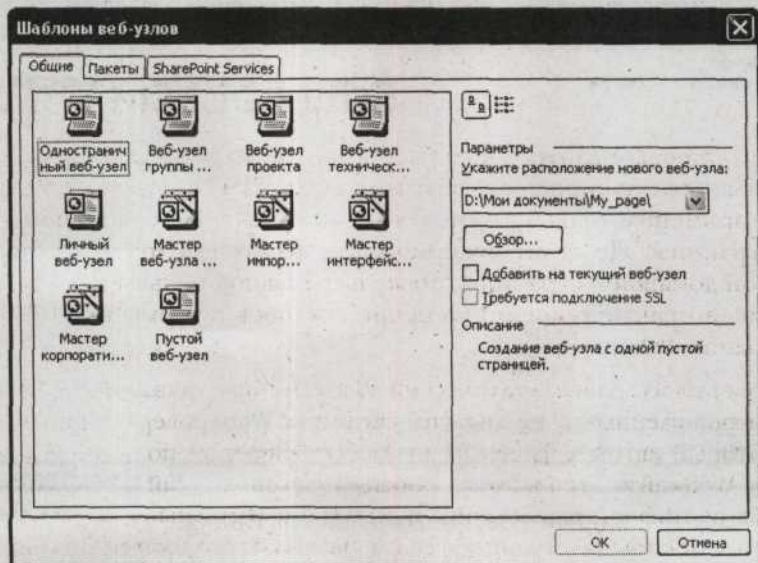 Шаблоны веб-узлов
Общие Пакеты SharePoint Services
Одностранич
ный веб-узел
Веб-узел
группы ...
Веб-узел
проекта
Веб-узел
техническ...
Личный
веб-узел
Мастер
веб-узла ...
Мастер
импор...
Мастер
интерфейс...
Мастер
корпорати...
Пустой
веб-узел
Параметры
Укажите расположение нового веб-узла:
D:\Мои документы\My_page\
Обзор...
Добавить на текущий веб-узел
Требуется подключение SSL
Описание
Создание веб-узла с одной пустой
страницей.
OK Отмена